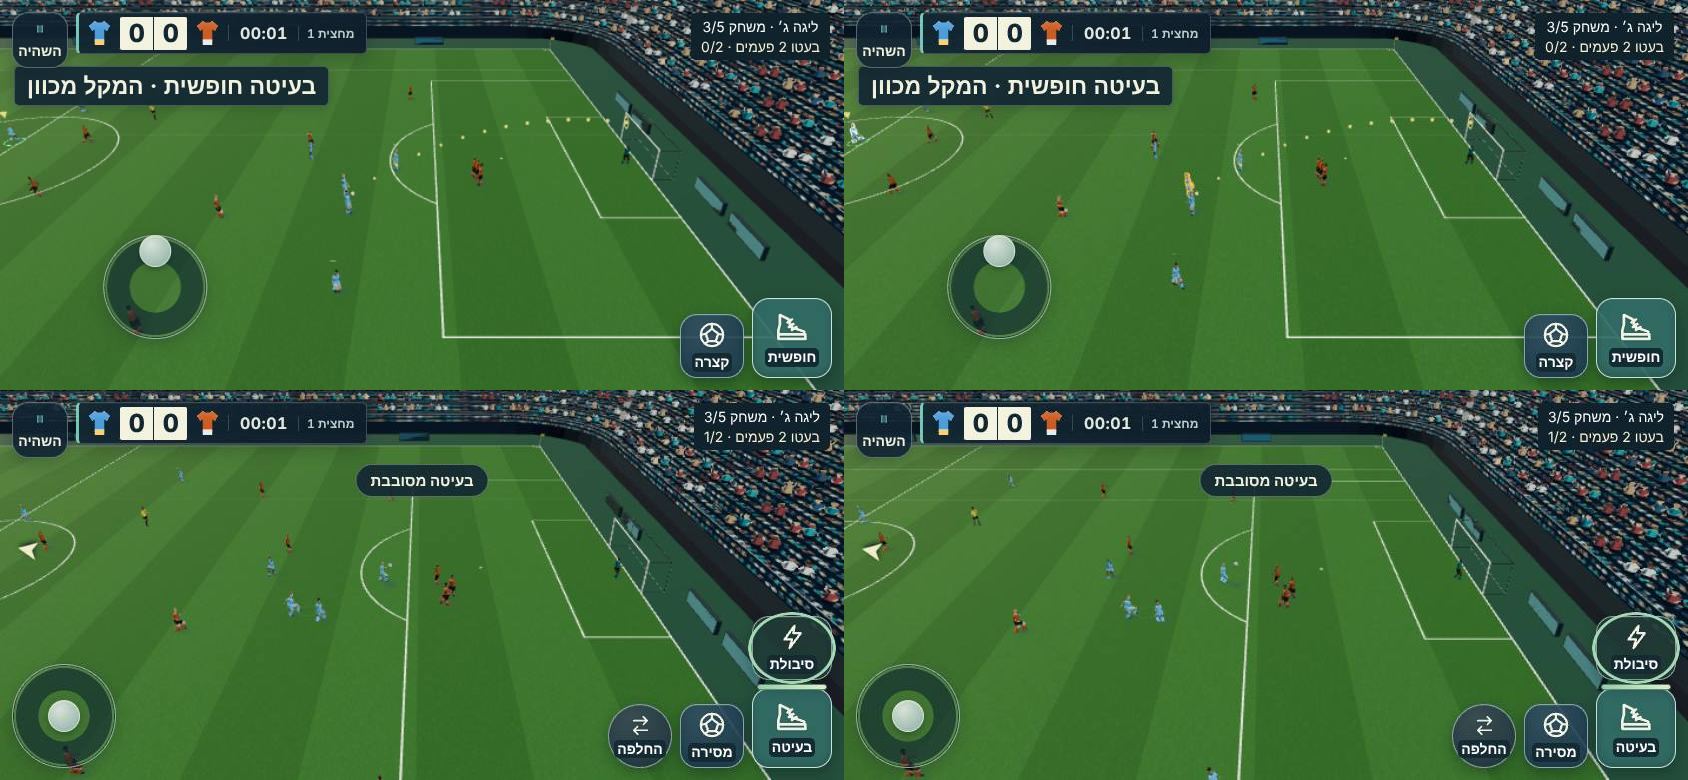 השהיה
0 0
00:01
מחצית 1
ליגה ג׳ · משחק 3/5
בעטו 2 פעמים · 0/2
בעיטה חופשית · המקל מכוון
קצרה
חופשית
השהיה
0 0
00:01
מחצית 1
ליגה ג׳ · משחק 3/5
בעטו 2 פעמים · 0/2
בעיטה חופשית · המקל מכוון
קצרה
חופשית
השהיה
0 0
00:01
מחצית 1
ליגה ג׳ · משחק 3/5
בעטו 2 פעמים · 1/2
בעיטה מסובבת
סיבולת
החלפה
מסירה
בעיטה
השהיה
0 0
00:01
מחצית 1
ליגה ג׳ · משחק 3/5
בעטו 2 פעמים · 1/2
בעיטה מסובבת
סיבולת
החלפה
מסירה
בעיטה